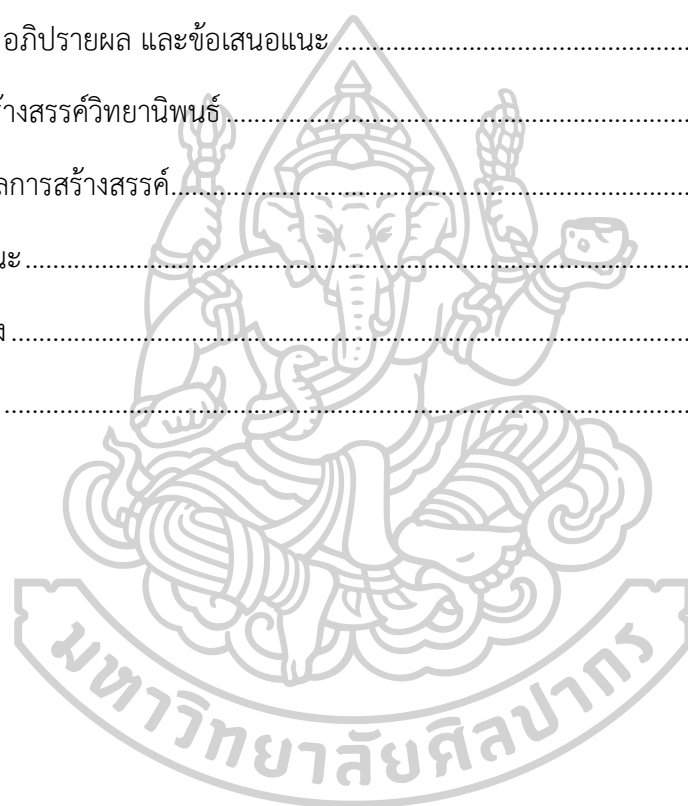 อภิปรายผล และข้อเสนอแนะ ........................................................
ร้างสรรค์วิทยานิพนธ์ ........................................................
ลการสร้างสรรค์........................................................
นะ ........................................................
ง ........................................................
........................................................
มหาวิทยาลัยศิลปากร